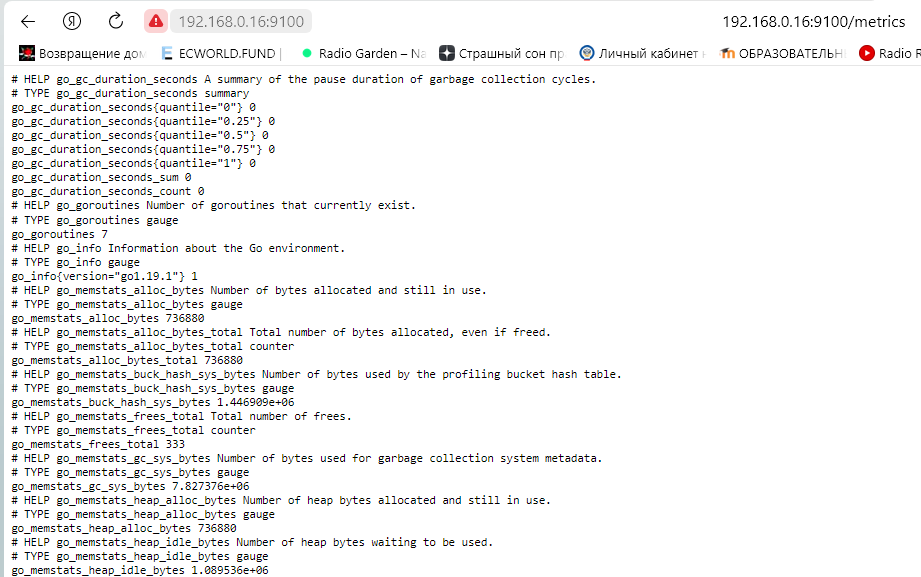 192.168.0.16:9100
192.168.0.16:9100/metrics
Возвращение дом
ECWORLD.FUND |
Radio Garden – Na
Страшный сон пр
Личный кабинет
ОБРАЗОВАТЕЛЬН
Radio R
# HELP go_gc_duration_seconds A summary of the pause duration of garbage collection cycles.
# TYPE go_gc_duration_seconds summary
go_gc_duration_seconds{quantile="0"} 0
go_gc_duration_seconds{quantile="0.25"} 0
go_gc_duration_seconds{quantile="0.5"} 0
go_gc_duration_seconds{quantile="0.75"} 0
go_gc_duration_seconds{quantile="1"} 0
go_gc_duration_seconds_sum 0
go_gc_duration_seconds_count 0
# HELP go_goroutines Number of goroutines that currently exist.
# TYPE go_goroutines gauge
go_goroutines 7
# HELP go_info Information about the Go environment.
# TYPE go_info gauge
go_info{version="go1.19.1"} 1
# HELP go_memstats_alloc_bytes Number of bytes allocated and still in use.
# TYPE go_memstats_alloc_bytes gauge
go_memstats_alloc_bytes 736880
# HELP go_memstats_alloc_bytes_total Total number of bytes allocated, even if freed.
# TYPE go_memstats_alloc_bytes_total counter
go_memstats_alloc_bytes_total 736880
# HELP go_memstats_buck_hash_sys_bytes Number of bytes used by the profiling bucket hash table.
# TYPE go_memstats_buck_hash_sys_bytes gauge
go_memstats_buck_hash_sys_bytes 1.446909e+06
# HELP go_memstats_frees_total Total number of frees.
# TYPE go_memstats_frees_total counter
go_memstats_frees_total 333
# HELP go_memstats_gc_sys_bytes Number of bytes used for garbage collection system metadata.
# TYPE go_memstats_gc_sys_bytes gauge
go_memstats_gc_sys_bytes 7.827376e+06
# HELP go_memstats_heap_alloc_bytes Number of heap bytes allocated and still in use.
# TYPE go_memstats_heap_alloc_bytes gauge
go_memstats_heap_alloc_bytes 736880
# HELP go_memstats_heap_idle_bytes Number of heap bytes waiting to be used.
# TYPE go_memstats_heap_idle_bytes gauge
go_memstats_heap_idle_bytes 1.089536e+06